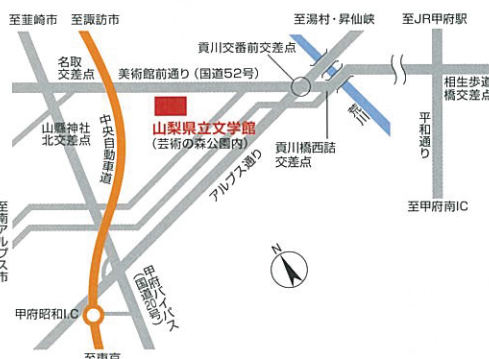 至韮崎市
至諏訪市
至湯村・昇仙峡
至JR甲府駅
名取
交差点
美術館前通り(国道52号)
貢川交番前交差点
相生歩道
橋交差点
山梨県立文学館
(芸術の森公園内)
山縣神社
北交差点
中央自動車道
荒川
貢川橋西詰
交差点
平和通り
アルプス通り
至南アルプス市
至甲府南IC
N
甲府バイパス
(国道20号)
甲府昭和I.C
至東京